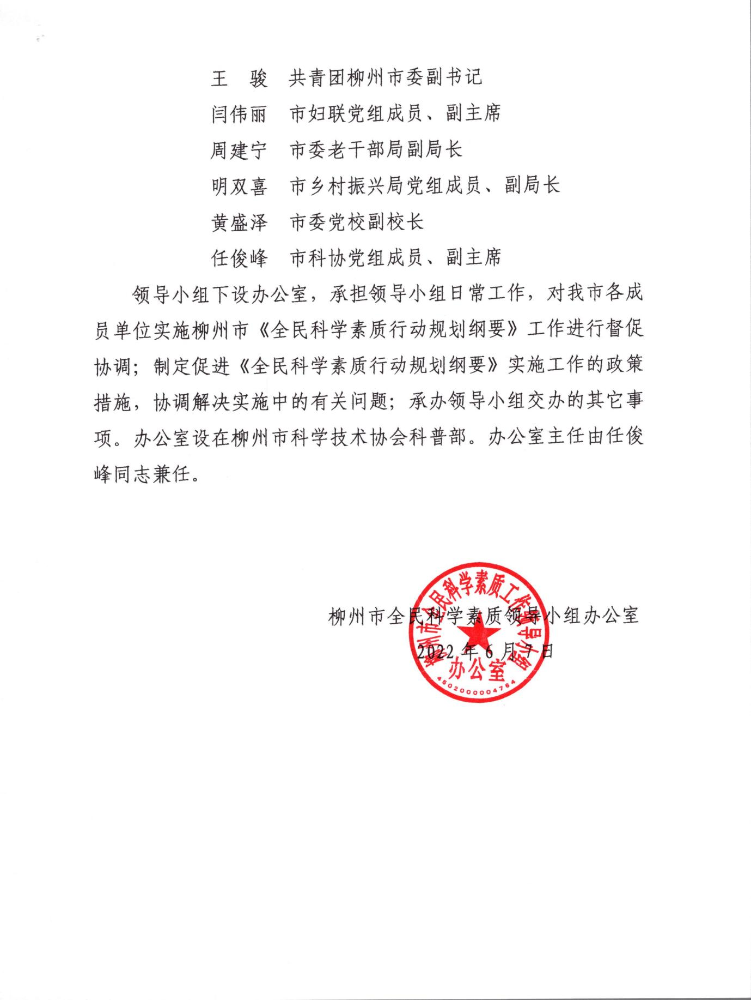 王　骏　共青团柳州市委副书记
闫伟丽　市妇联党组成员、副主席
周建宁　市委老干部局副局长
明双喜　市乡村振兴局党组成员、副局长
黄盛泽　市委党校副校长
任俊峰　市科协党组成员、副主席
领导小组下设办公室，承担领导小组日常工作，对我市各成
员单位实施柳州市《全民科学素质行动规划纲要》工作进行督促
协调；制定促进《全民科学素质行动规划纲要》实施工作的政策
措施，协调解决实施中的有关问题；承办领导小组交办的其它事
项。办公室设在柳州市科学技术协会科普部。办公室主任由任俊
峰同志兼任。
柳州市全民科学素质领导小组办公室
2022年6月7日
柳州市全民科学素质工作领导小组
办公室
4502000004764